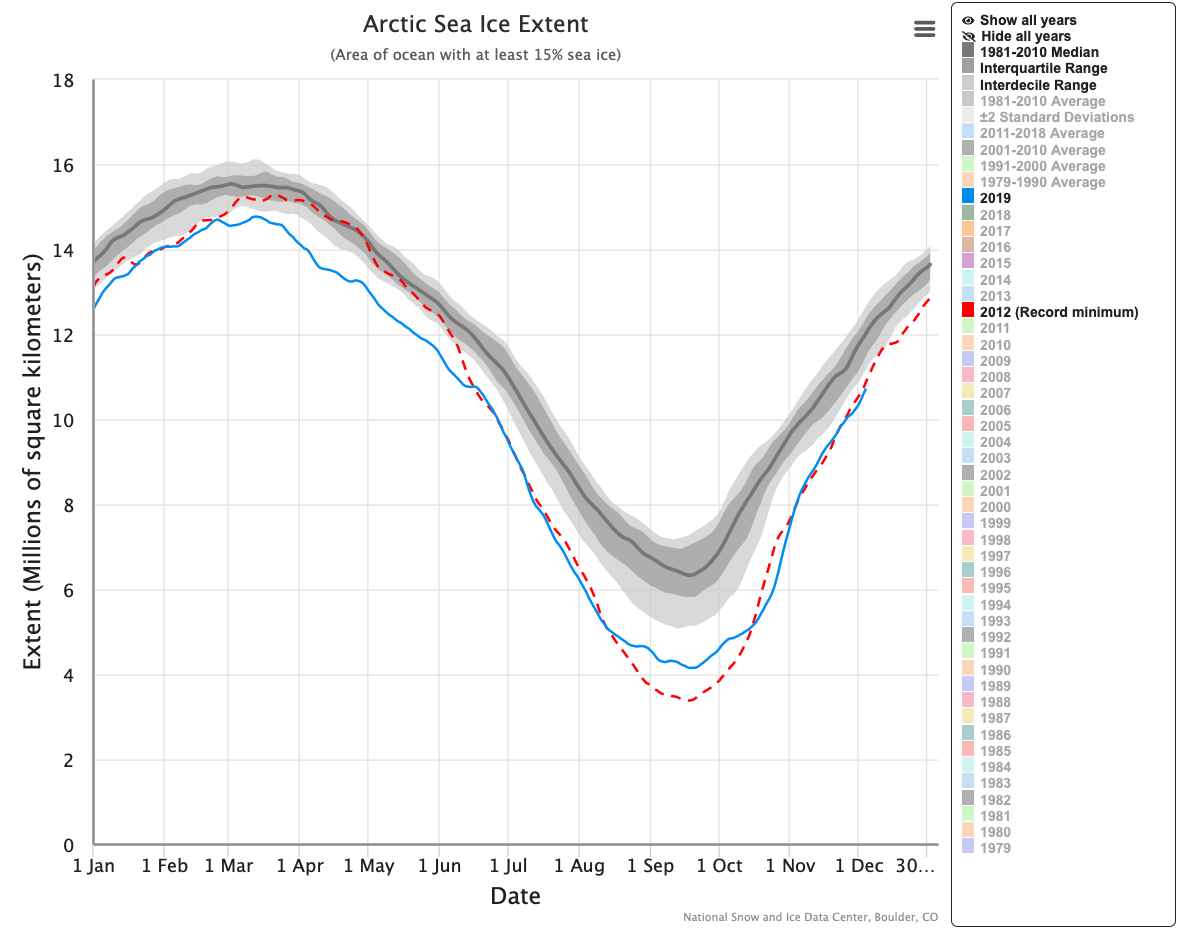 Arctic Sea Ice Extent
(Area of ocean with at least 15% sea ice)
Extent (Millions of square kilometers)
18
16
14
12
10
8
6
4
2
0
1 Jan
1 Feb
1 Mar
1 Apr
1 May
1 Jun
1 Jul
1 Aug
1 Sep
1 Oct
1 Nov
1 Dec
30...
Date
National Snow and Ice Data Center, Boulder, CO
Show all years
Hide all years
1981-2010 Median
Interquartile Range
Interdecile Range
1981-2010 Average
±2 Standard Deviations
2011-2018 Average
2001-2010 Average
1991-2000 Average
1979-1990 Average
2019
2018
2017
2016
2015
2014
2013
2012 (Record minimum)
2011
2010
2009
2008
2007
2006
2005
2004
2003
2002
2001
2000
1999
1998
1997
1996
1995
1994
1993
1992
1991
1990
1989
1988
1987
1986
1985
1984
1983
1982
1981
1980
1979